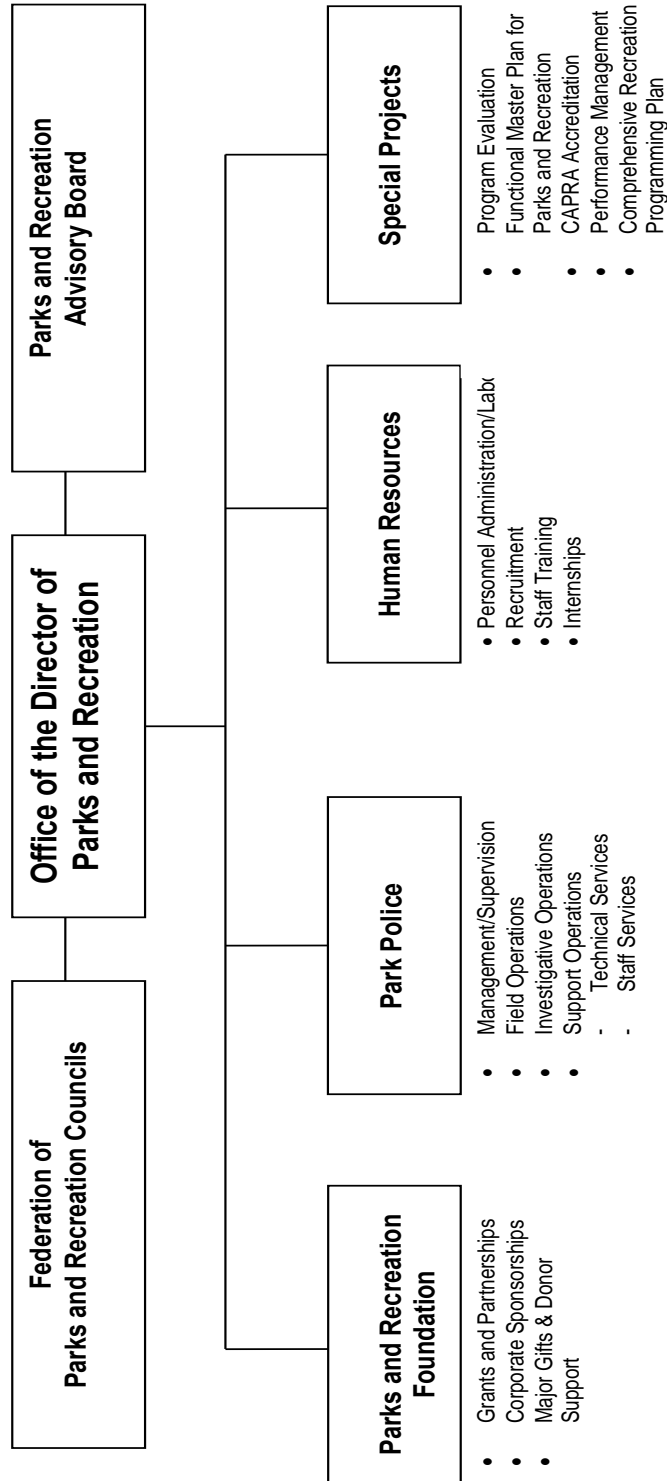 Federation of
Parks and Recreation Councils
Office of the Director of
Parks and Recreation
Parks and Recreation
Advisory Board
Parks and Recreation
Foundation
• Grants and Partnerships
• Corporate Sponsorships
• Major Gifts & Donor
Support
Park Police
• Management/Supervision
• Field Operations
• Investigative Operations
• Support Operations
- Technical Services
- Staff Services
Human Resources
• Personnel Administration/Labo
• Recruitment
• Staff Training
• Internships
Special Projects
• Program Evaluation
• Functional Master Plan for
Parks and Recreation
• CAPRA Accreditation
• Performance Management
• Comprehensive Recreation
Programming Plan